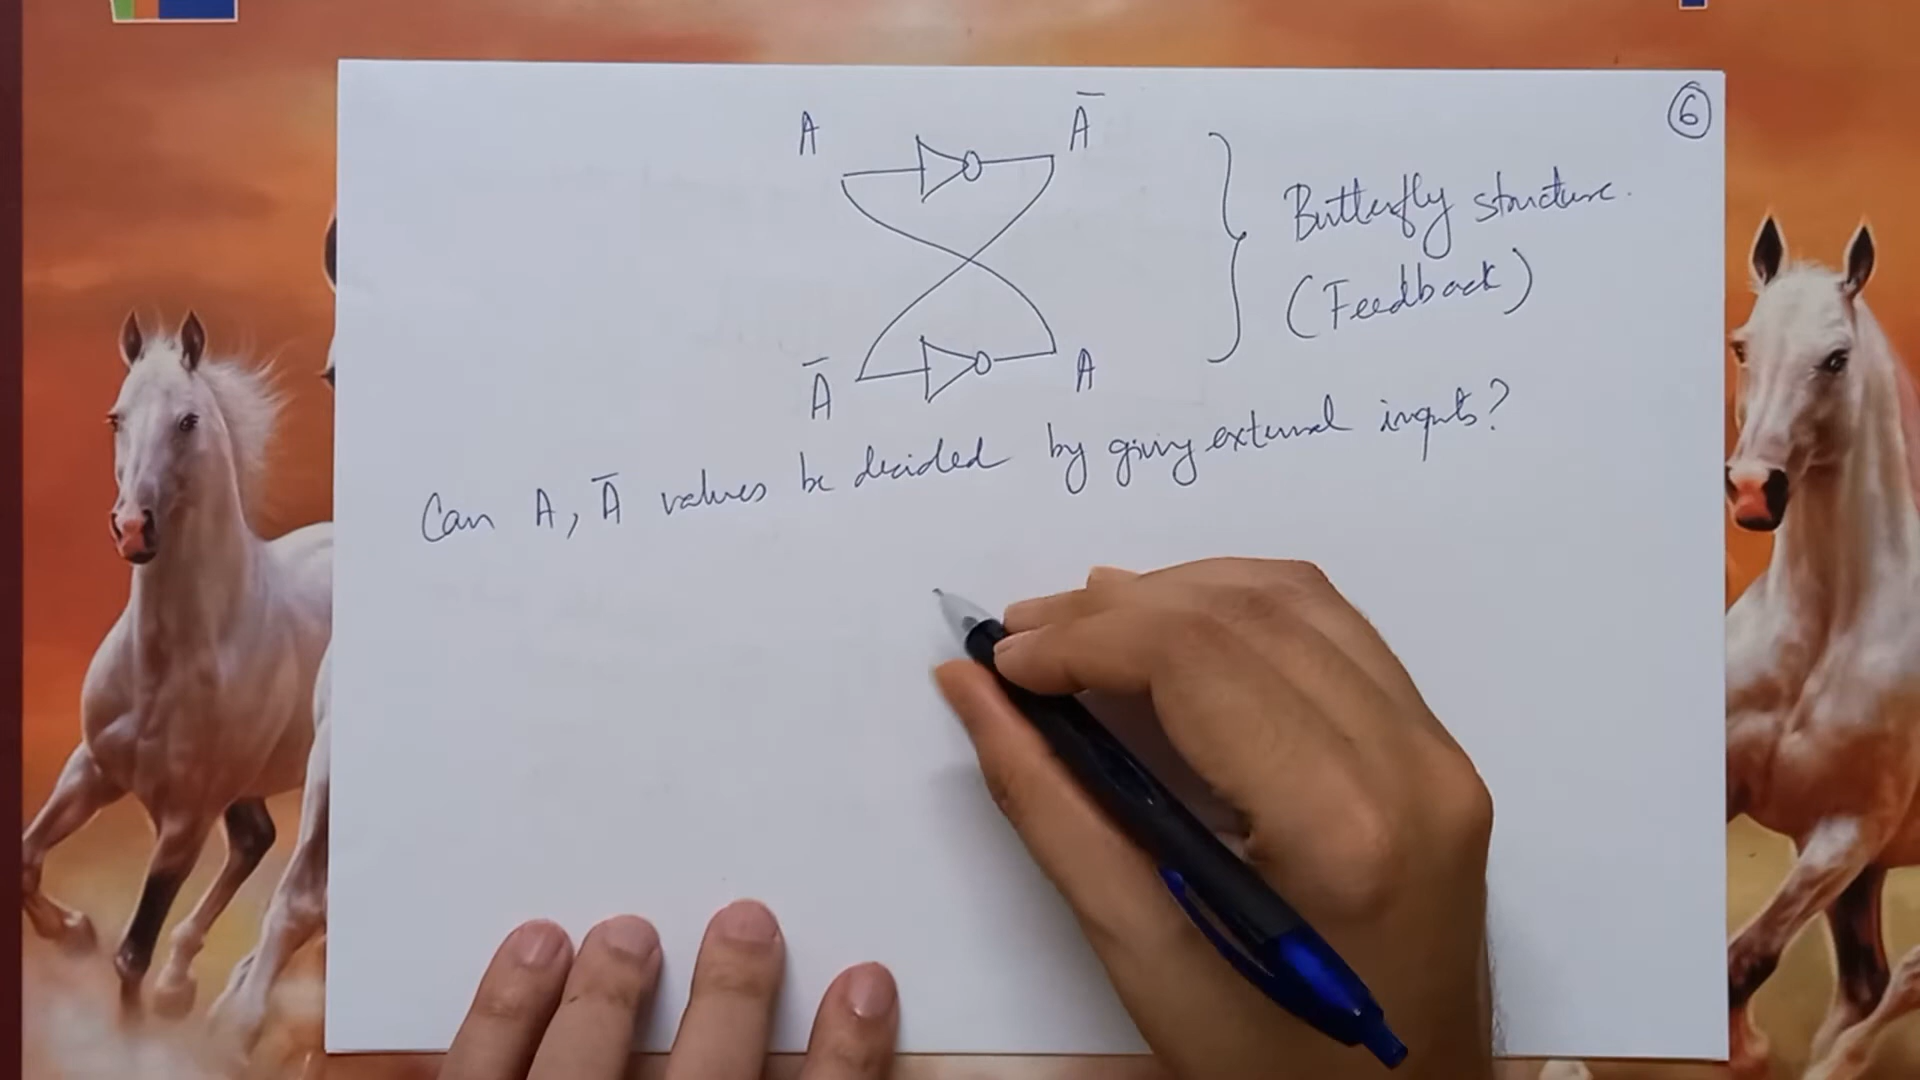 6
A Ā
Butterfly structure.
(Feedback)
Ā A
Can A, Ā values be decided by giving external inputs?